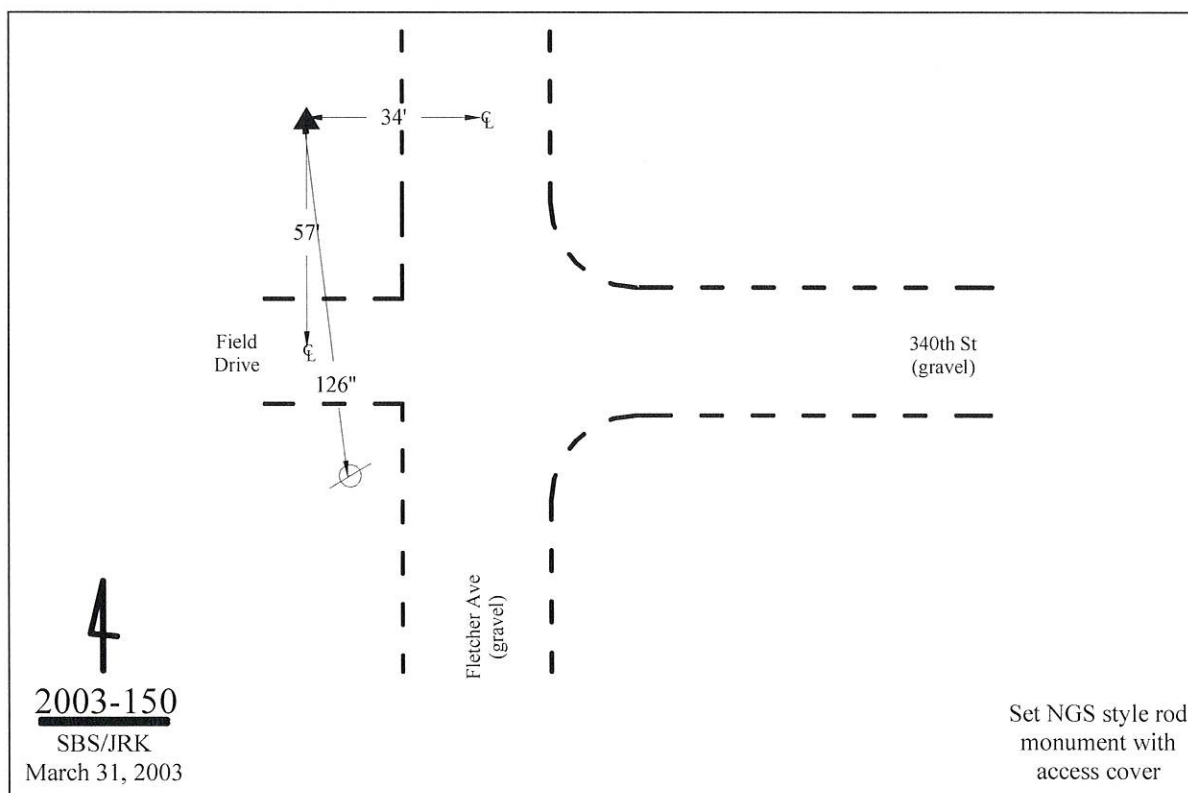 34' ℄
57'
Field
Drive
℄
126"
340th St
(gravel)
Fletcher Ave
(gravel)
2003-150
SBS/JRK
March 31, 2003
Set NGS style rod
monument with
access cover